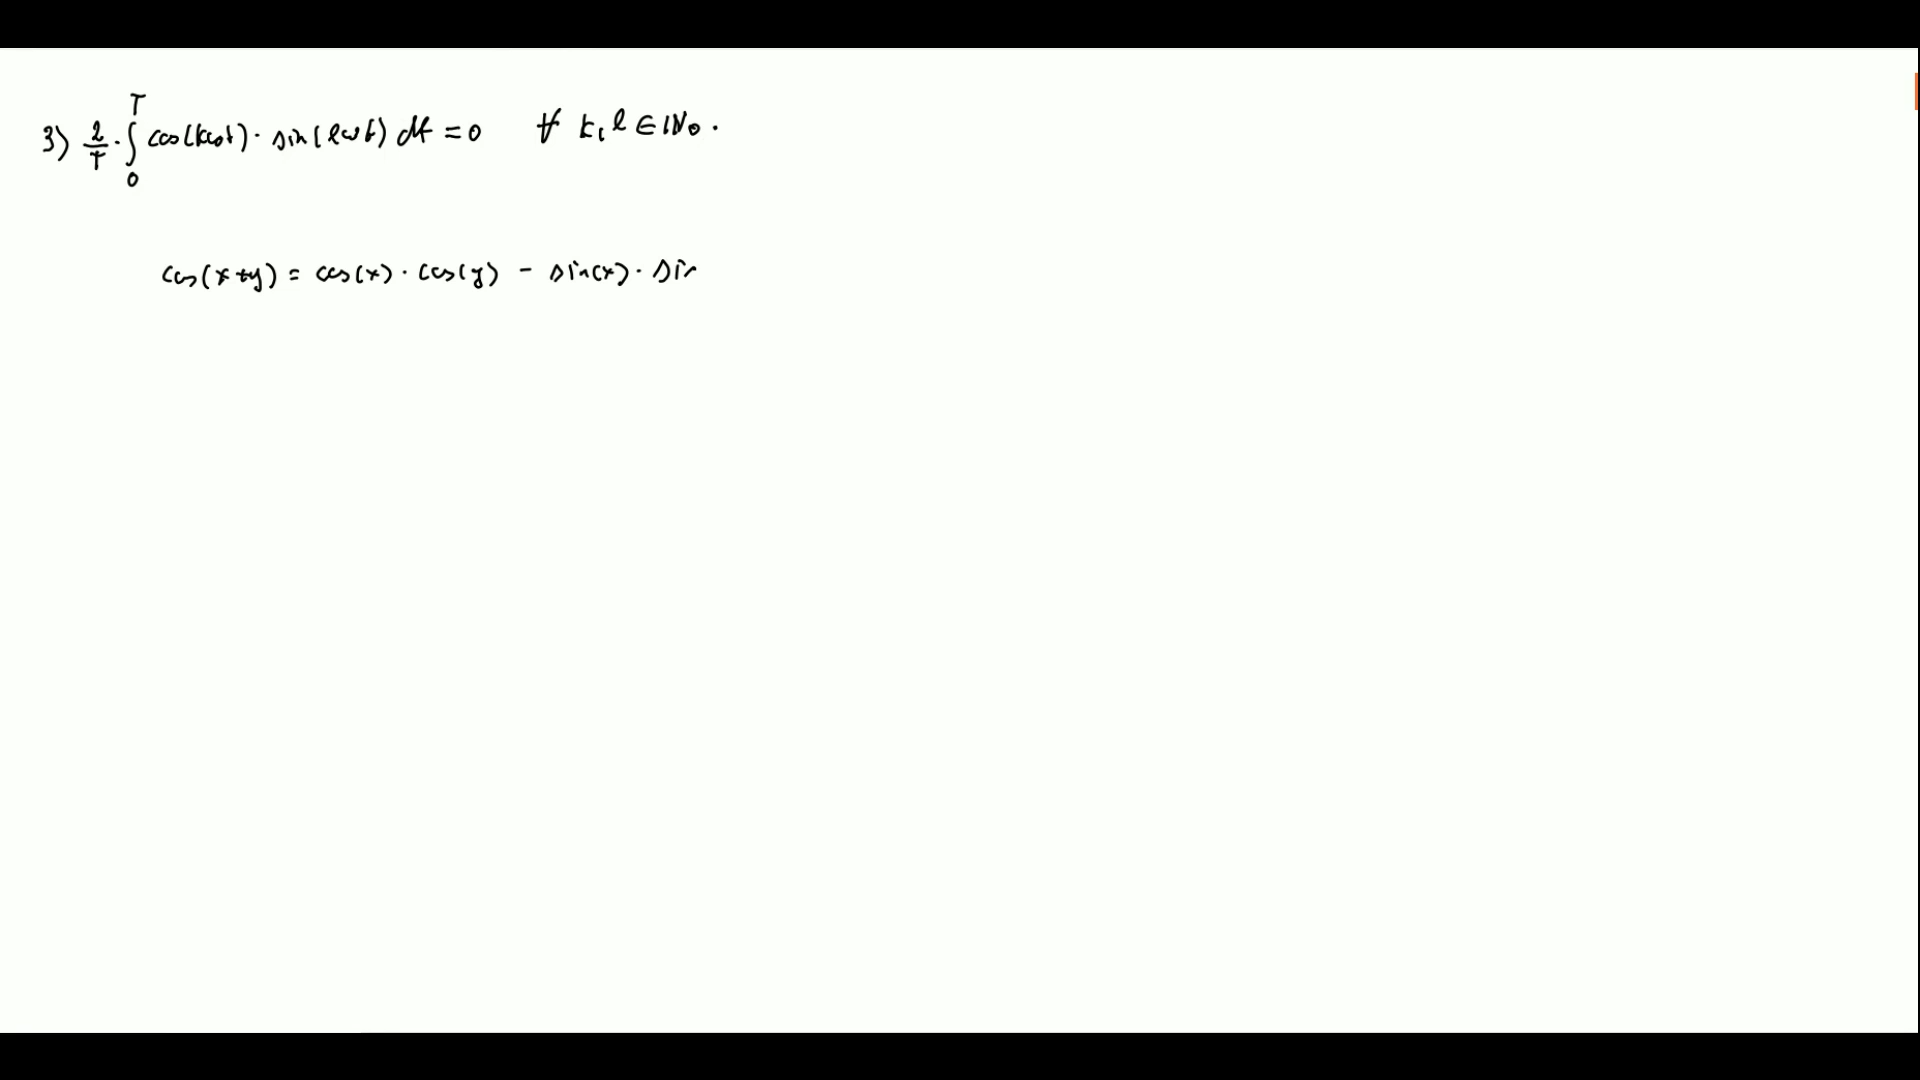 3) 2/T · ∫₀ᵀ cos(kωt) · sin(lωt) dt = 0 ∀ k, l ∈ ℕ₀.
cos(x+y) = cos(x) · cos(y) - sin(x) · sin